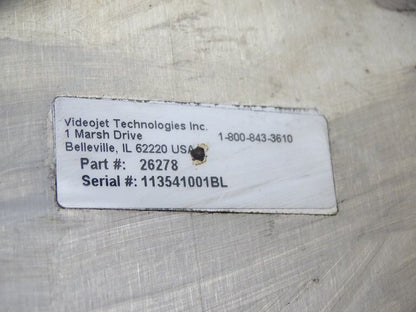 Videojet Technologies Inc.
1 Marsh Drive 1-800-843-3610
Belleville, IL 62220 USA
Part #: 26278
Serial #: 113541001BL